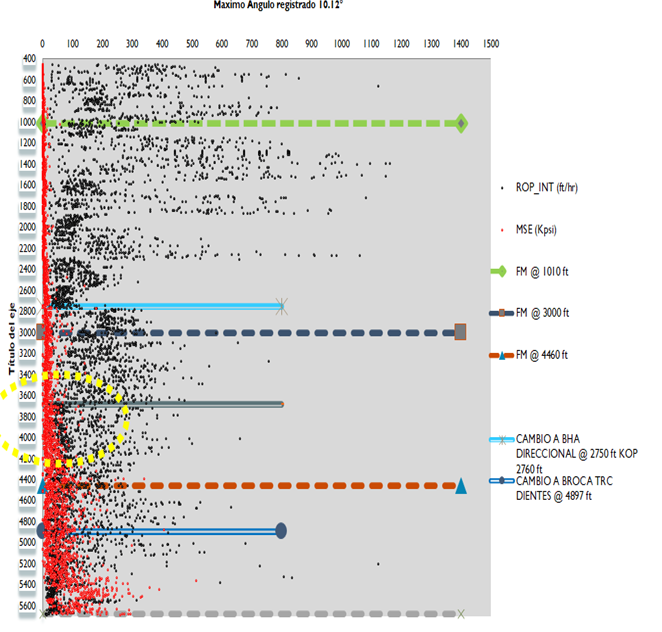 Maximo Angulo registrado 10.12°
0 100 200 300 400 500 600 700 800 900 1000 1100 1200 1300 1400 1500
400
600
800
1000
1200
1400
1600
1800
2000
2200
2400
2600
2800
3000
3200
3400
3600
3800
4000
4200
4400
4600
4800
5000
5200
5400
5600
Título del eje
ROP_INT (ft/hr)
MSE (Kpsi)
FM @ 1010 ft
FM @ 3000 ft
FM @ 4460 ft
CAMBIO A BHA
DIRECCIONAL @ 2750 ft KOP
2760 ft
CAMBIO A BROCA TRC
DIENTES @ 4897 ft